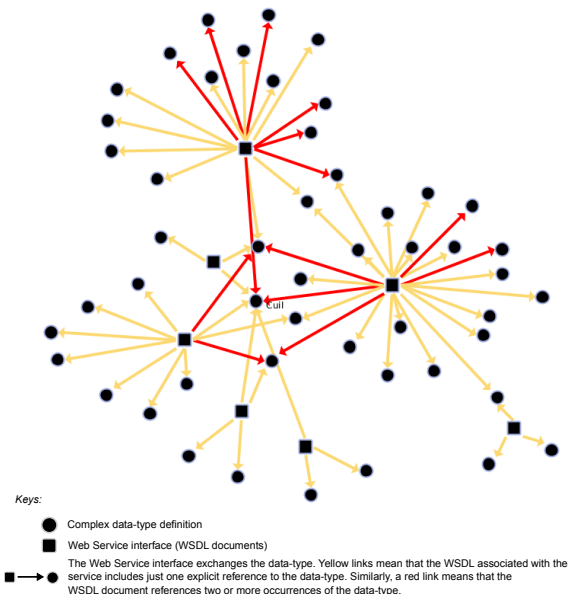 Cuil
Keys:
Complex data-type definition
Web Service interface (WSDL documents)
The Web Service interface exchanges the data-type. Yellow links mean that the WSDL associated with the
service includes just one explicit reference to the data-type. Similarly, a red link means that the
WSDL document references two or more occurrences of the data-type.